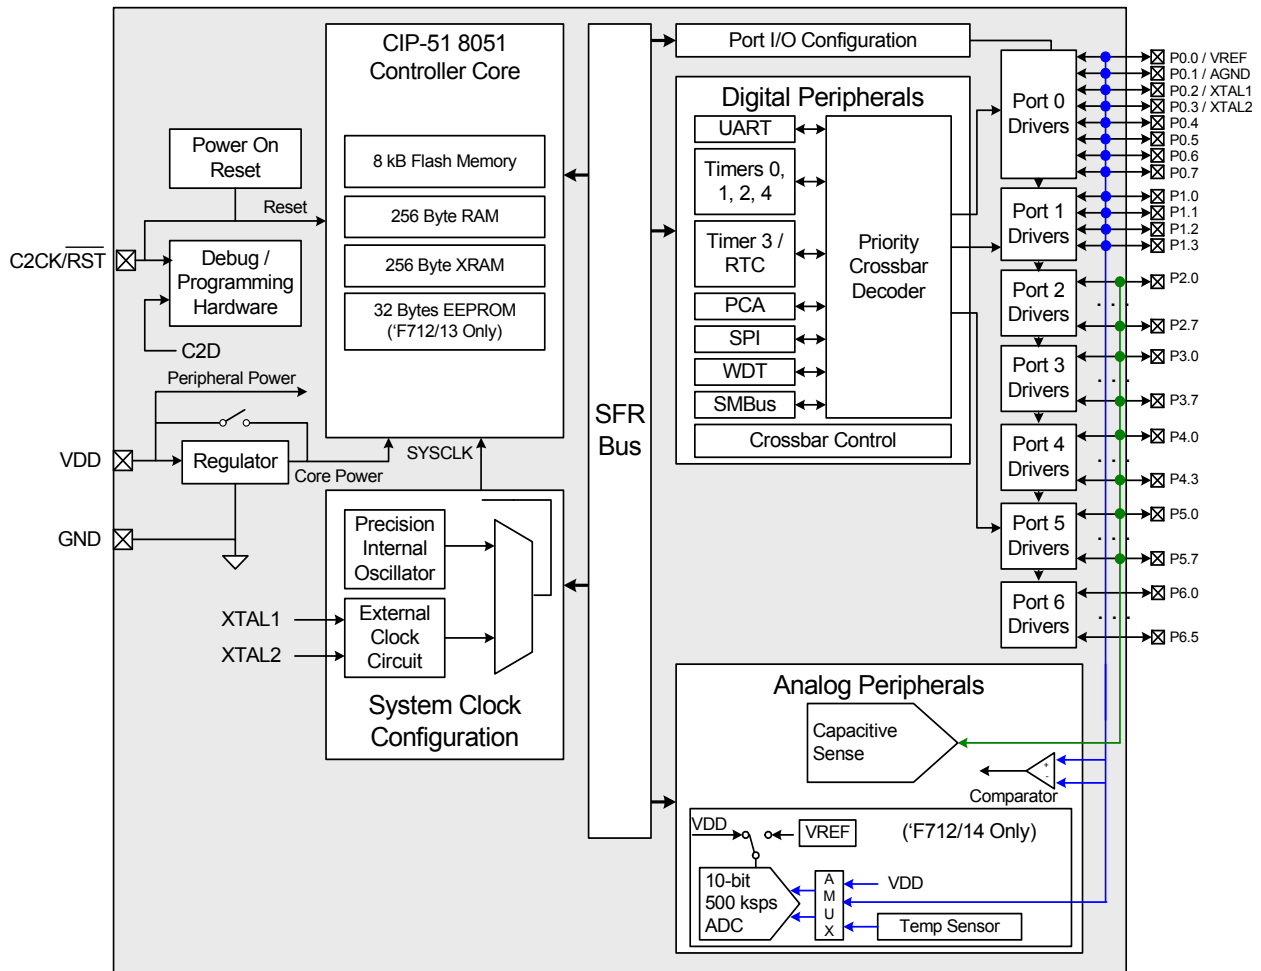 CIP-51 8051
Controller Core
8 kB Flash Memory
256 Byte RAM
256 Byte XRAM
32 Bytes EEPROM
(‘F712/13 Only)
Power On
Reset
Reset
C2CK/RST
Debug /
Programming
Hardware
C2D
Peripheral Power
VDD
Regulator
Core Power
SYSCLK
GND
Precision
Internal
Oscillator
XTAL1
XTAL2
External
Clock
Circuit
System Clock
Configuration
SFR
Bus
Port I/O Configuration
Digital Peripherals
UART
Timers 0,
1, 2, 4
Timer 3 /
RTC
PCA
SPI
WDT
SMBus
Priority
Crossbar
Decoder
Crossbar Control
Port 0
Drivers
Port 1
Drivers
Port 2
Drivers
Port 3
Drivers
Port 4
Drivers
Port 5
Drivers
Port 6
Drivers
P0.0 / VREF
P0.1 / AGND
P0.2 / XTAL1
P0.3 / XTAL2
P0.4
P0.5
P0.6
P0.7
P1.0
P1.1
P1.2
P1.3
P2.0
. . .
P2.7
P3.0
. . .
P3.7
P4.0
. . .
P4.3
P5.0
. . .
P5.7
P6.0
. . .
P6.5
Analog Peripherals
Capacitive
Sense
+
-
Comparator
VDD
VREF
(‘F712/14 Only)
10-bit
500 ksps
ADC
A
M
U
X
VDD
Temp Sensor